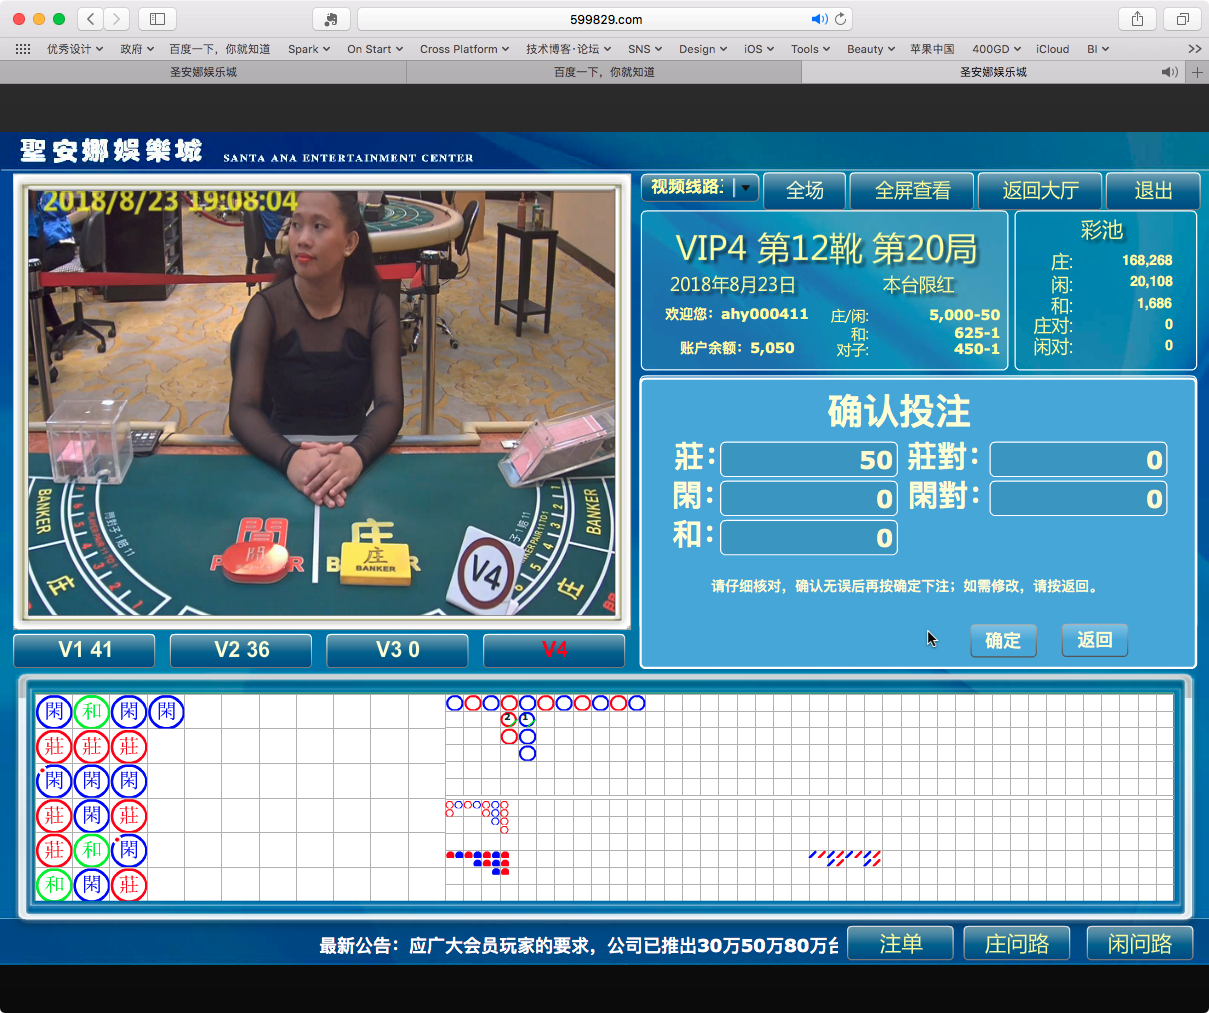 599829.com
优秀设计 政府 百度一下，你就知道 Spark On Start Cross Platform 技术博客·论坛 SNS Design iOS Tools Beauty 苹果中国 400GD iCloud BI
圣安娜娱乐城 百度一下，你就知道 圣安娜娱乐城
聖安娜娛樂城 SANTA ANA ENTERTAINMENT CENTER
2018/8/23 19:08:04
视频线路: 全场 全屏查看 返回大厅 退出
VIP4 第12靴 第20局
2018年8月23日 本台限红
欢迎您：ahy000411
账户余额：5,050
庄/闲: 5,000-50
和: 625-1
对子: 450-1
彩池
庄: 168,268
闲: 20,108
和: 1,686
庄对: 0
闲对: 0
确认投注
莊: 50 莊對: 0
閑: 0 閑對: 0
和: 0
请仔细核对，确认无误后再按确定下注；如需修改，请按返回。
确定 返回
BANKER
庄
閒
庄
庄
BANKER
V4
BANKER
庄
V1 41 V2 36 V3 0 V4
閑 和 閑 閑
莊 莊 莊
閑 閑 閑
莊 閑 莊
莊 和 閑
和 閑 莊
2 1
最新公告：应广大会员玩家的要求，公司已推出30万50万80万台
注单 庄问路 闲问路